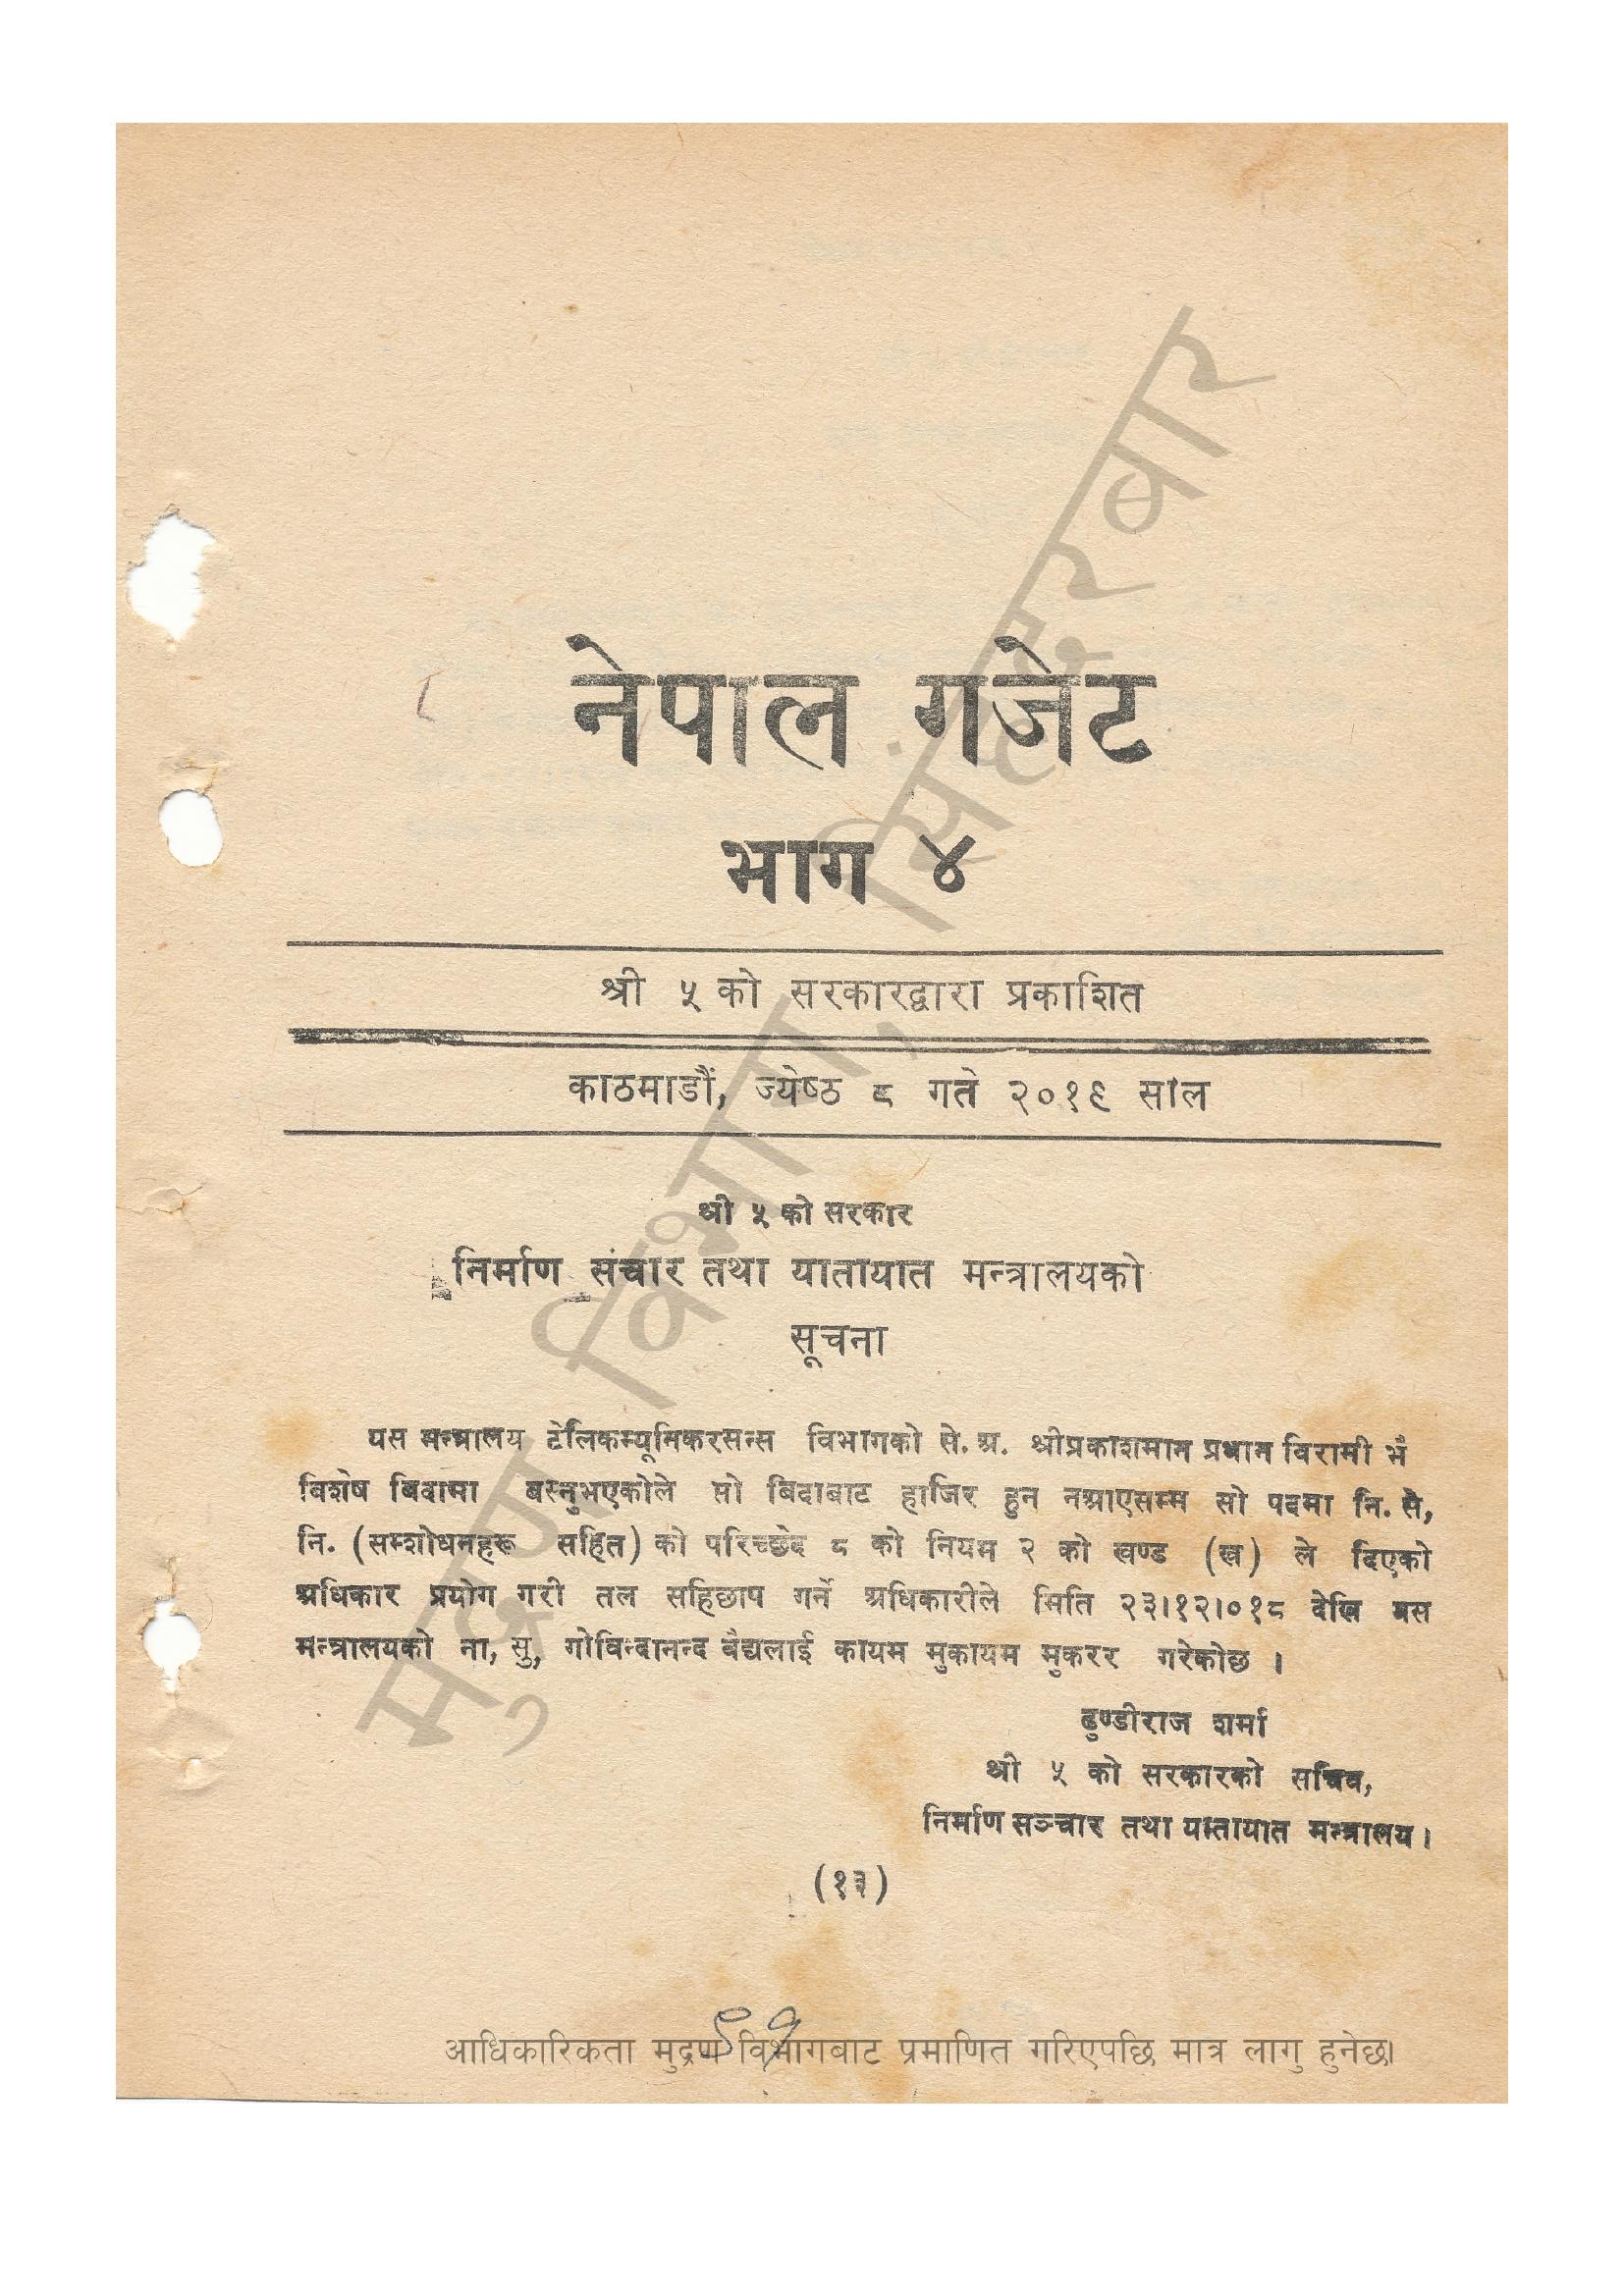 नेपाल गजेट
भाग ४
श्री ५ को सरकारद्वारा प्रकाशित
काठमाडौं, ज्येष्ठ ८ गते २०१९ साल
श्री ५ को सरकार
निर्माण संचार तथा यातायात मन्त्रालयको
सूचना
यस मन्त्रालय टेलिकम्यूमिकरसन्स विभागको से. अ. श्रीप्रकाशमान प्रधान विरामी भै
विशेष बिदामा बस्नुभएकोले सो बिदाबाट हाजिर हुन नआएसम्म सो पदमा नि. सै,
नि. (सम्शोधनहरू सहित) को परिच्छेद ८ को नियम २ को खण्ड (ख) ले दिएको
अधिकार प्रयोग गरी तल सहिछाप गर्ने अधिकारीले मिति २३।१२।०१८ देखि यस
मन्त्रालयको ना, सु, गोविन्दानन्द बैद्यलाई कायम मुकायम मुकरर गरेकोछ ।
ढुण्डीराज शर्मा
श्री ५ को सरकारको सचिव,
निर्माण सञ्चार तथा यातायात मन्त्रालय ।
(१३)
मुद्रण विभाग, सिंहदरबार
आधिकारिकता मुद्रण विभागबाट प्रमाणित गरिएपछि मात्र लागु हुनेछ।